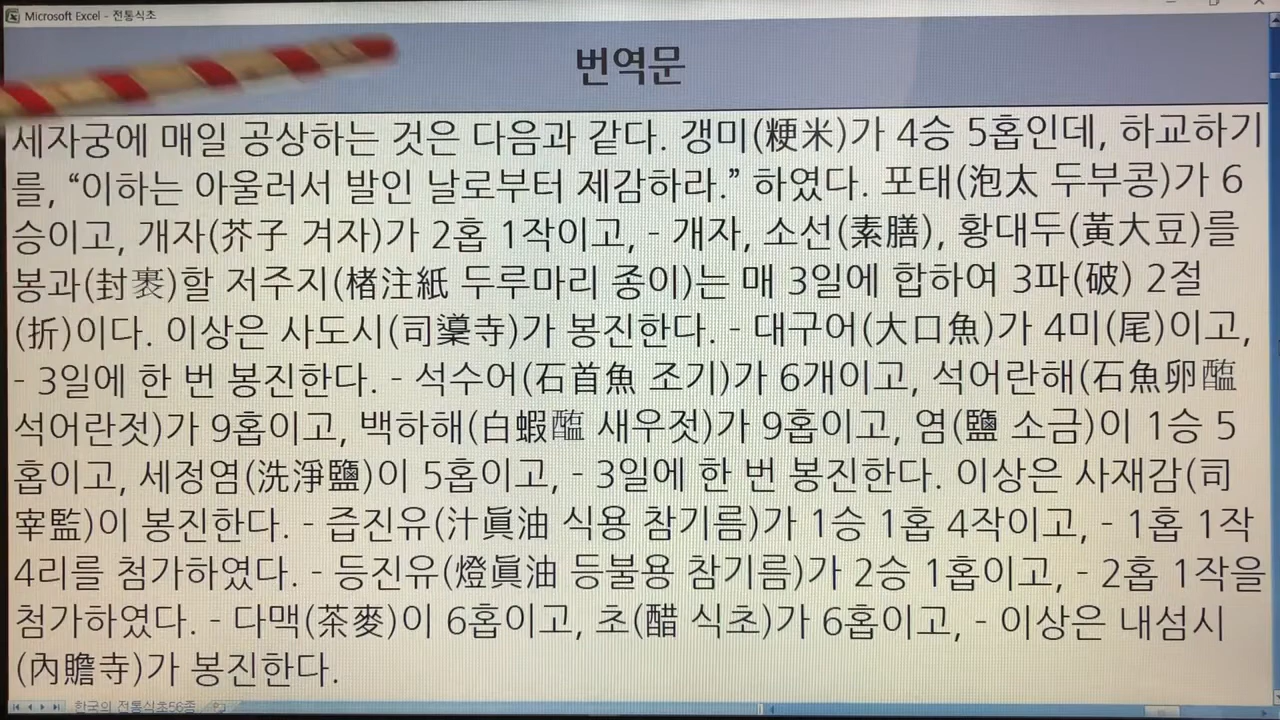 Microsoft Excel - 전통식초
번역문
세자궁에 매일 공상하는 것은 다음과 같다. 갱미(粳米)가 4승 5홉인데, 하교하기
를, “이하는 아울러서 발인 날로부터 제감하라.” 하였다. 포태(泡太 두부콩)가 6
승이고, 개자(芥子 겨자)가 2홉 1작이고, - 개자, 소선(素膳), 황대두(黃大豆)를
봉과(封裹)할 저주지(楮注紙 두루마리 종이)는 매 3일에 합하여 3파(破) 2절
(折)이다. 이상은 사도시(司䆃寺)가 봉진한다. - 대구어(大口魚)가 4미(尾)이고,
- 3일에 한 번 봉진한다. - 석수어(石首魚 조기)가 6개이고, 석어란해(石魚卵醢
석어란젓)가 9홉이고, 백하해(白蝦醢 새우젓)가 9홉이고, 염(鹽 소금)이 1승 5
홉이고, 세정염(洗淨鹽)이 5홉이고, - 3일에 한 번 봉진한다. 이상은 사재감(司
宰監)이 봉진한다. - 즙진유(汁眞油 식용 참기름)가 1승 1홉 4작이고, - 1홉 1작
4리를 첨가하였다. - 등진유(燈眞油 등불용 참기름)가 2승 1홉이고, - 2홉 1작을
첨가하였다. - 다맥(茶麥)이 6홉이고, 초(醋 식초)가 6홉이고, - 이상은 내섬시
(內贍寺)가 봉진한다.
한국의 전통식초56종